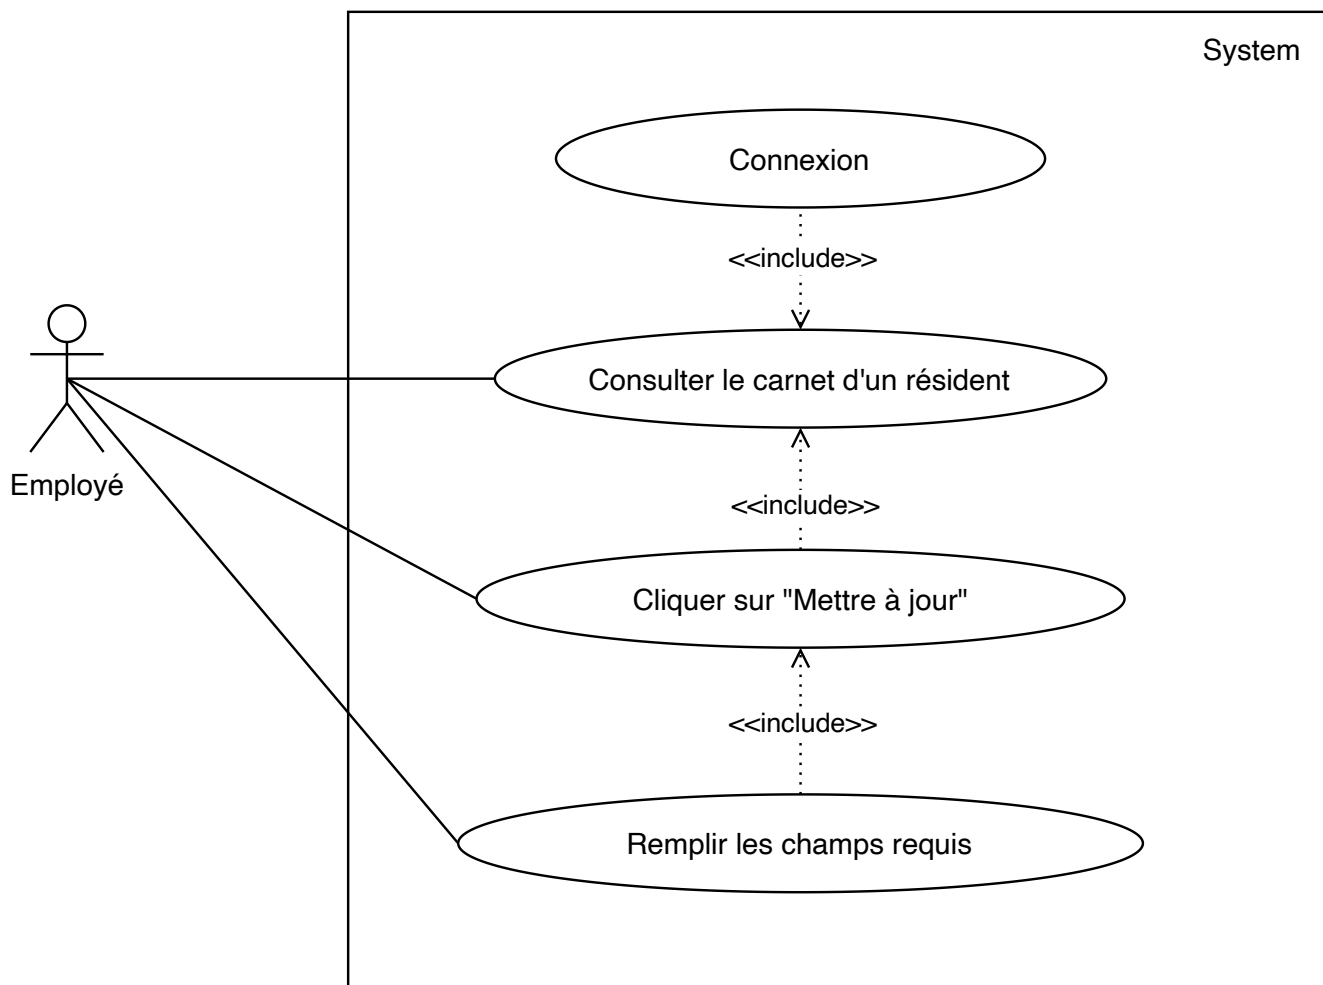 System
Connexion
<<include>>
Consulter le carnet d'un résident
Employé
<<include>>
Cliquer sur "Mettre à jour"
<<include>>
Remplir les champs requis